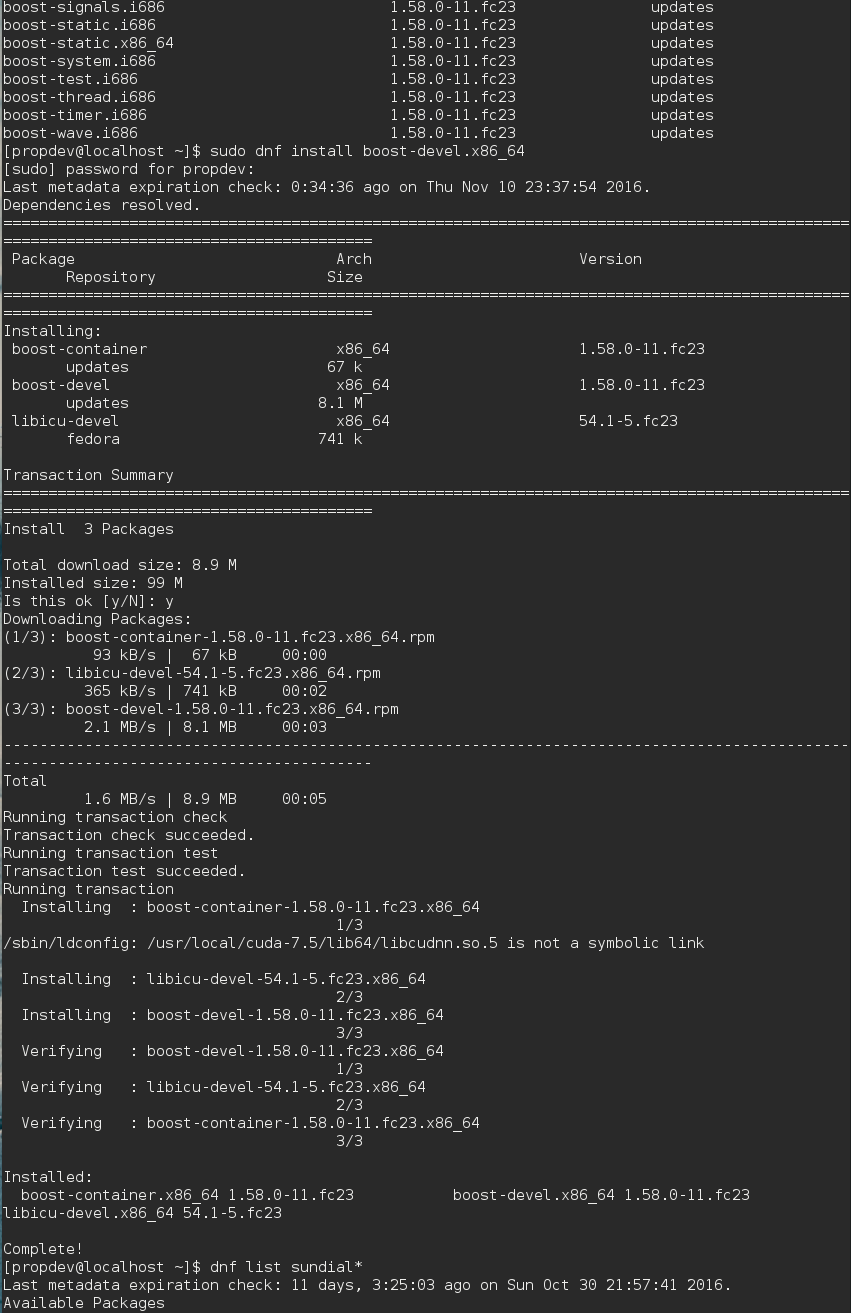 boost-signals.i686                         1.58.0-11.fc23               updates
boost-static.i686                          1.58.0-11.fc23               updates
boost-static.x86_64                        1.58.0-11.fc23               updates
boost-system.i686                          1.58.0-11.fc23               updates
boost-test.i686                            1.58.0-11.fc23               updates
boost-thread.i686                          1.58.0-11.fc23               updates
boost-timer.i686                           1.58.0-11.fc23               updates
boost-wave.i686                            1.58.0-11.fc23               updates
[propdev@localhost ~]$ sudo dnf install boost-devel.x86_64
[sudo] password for propdev:
Last metadata expiration check: 0:34:36 ago on Thu Nov 10 23:37:54 2016.
Dependencies resolved.
==============================================================================================
=========================================
 Package                             Arch                       Version
       Repository                   Size
==============================================================================================
=========================================
Installing:
 boost-container                     x86_64                     1.58.0-11.fc23
       updates                      67 k
 boost-devel                         x86_64                     1.58.0-11.fc23
       updates                     8.1 M
 libicu-devel                        x86_64                     54.1-5.fc23
       fedora                      741 k

Transaction Summary
==============================================================================================
=========================================
Install  3 Packages

Total download size: 8.9 M
Installed size: 99 M
Is this ok [y/N]: y
Downloading Packages:
(1/3): boost-container-1.58.0-11.fc23.x86_64.rpm
          93 kB/s |  67 kB     00:00
(2/3): libicu-devel-54.1-5.fc23.x86_64.rpm
         365 kB/s | 741 kB     00:02
(3/3): boost-devel-1.58.0-11.fc23.x86_64.rpm
         2.1 MB/s | 8.1 MB     00:03
----------------------------------------------------------------------------------------------
-----------------------------------------
Total
         1.6 MB/s | 8.9 MB     00:05
Running transaction check
Transaction check succeeded.
Running transaction test
Transaction test succeeded.
Running transaction
  Installing  : boost-container-1.58.0-11.fc23.x86_64
                                     1/3
/sbin/ldconfig: /usr/local/cuda-7.5/lib64/libcudnn.so.5 is not a symbolic link

  Installing  : libicu-devel-54.1-5.fc23.x86_64
                                     2/3
  Installing  : boost-devel-1.58.0-11.fc23.x86_64
                                     3/3
  Verifying   : boost-devel-1.58.0-11.fc23.x86_64
                                     1/3
  Verifying   : libicu-devel-54.1-5.fc23.x86_64
                                     2/3
  Verifying   : boost-container-1.58.0-11.fc23.x86_64
                                     3/3

Installed:
  boost-container.x86_64 1.58.0-11.fc23           boost-devel.x86_64 1.58.0-11.fc23
libicu-devel.x86_64 54.1-5.fc23

Complete!
[propdev@localhost ~]$ dnf list sundial*
Last metadata expiration check: 11 days, 3:25:03 ago on Sun Oct 30 21:57:41 2016.
Available Packages